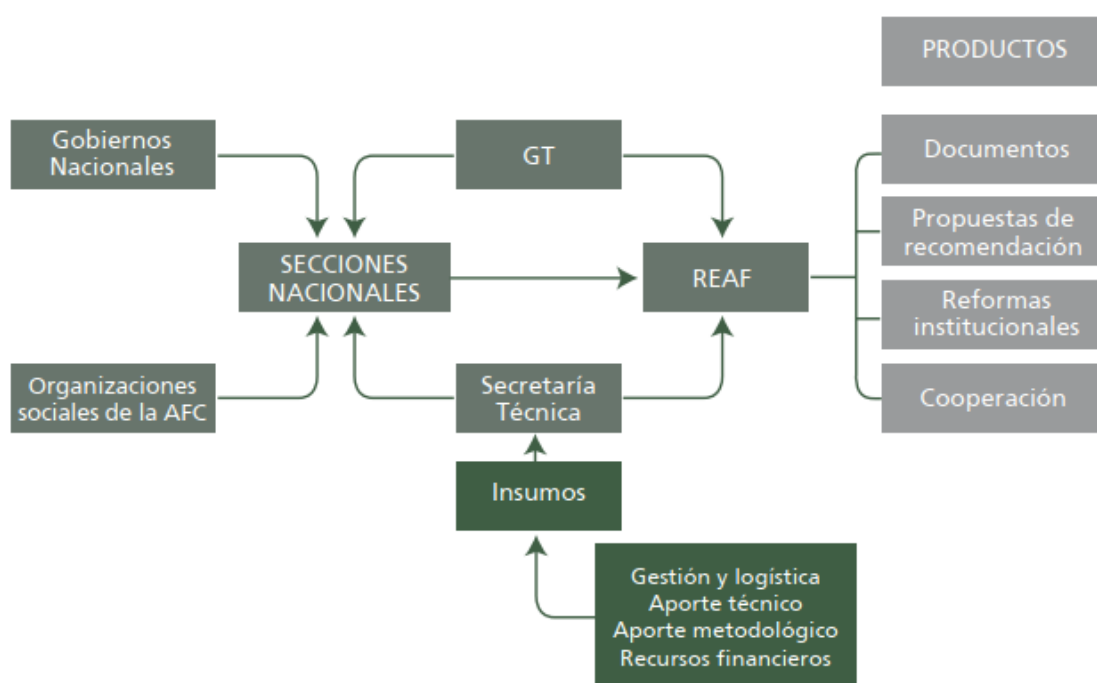 PRODUCTOS
Gobiernos
Nacionales
GT
Documentos
SECCIONES
NACIONALES
REAF
Propuestas de
recomendación
Reformas
institucionales
Organizaciones
sociales de la AFC
Secretaría
Técnica
Cooperación
Insumos
Gestión y logística
Aporte técnico
Aporte metodológico
Recursos financieros